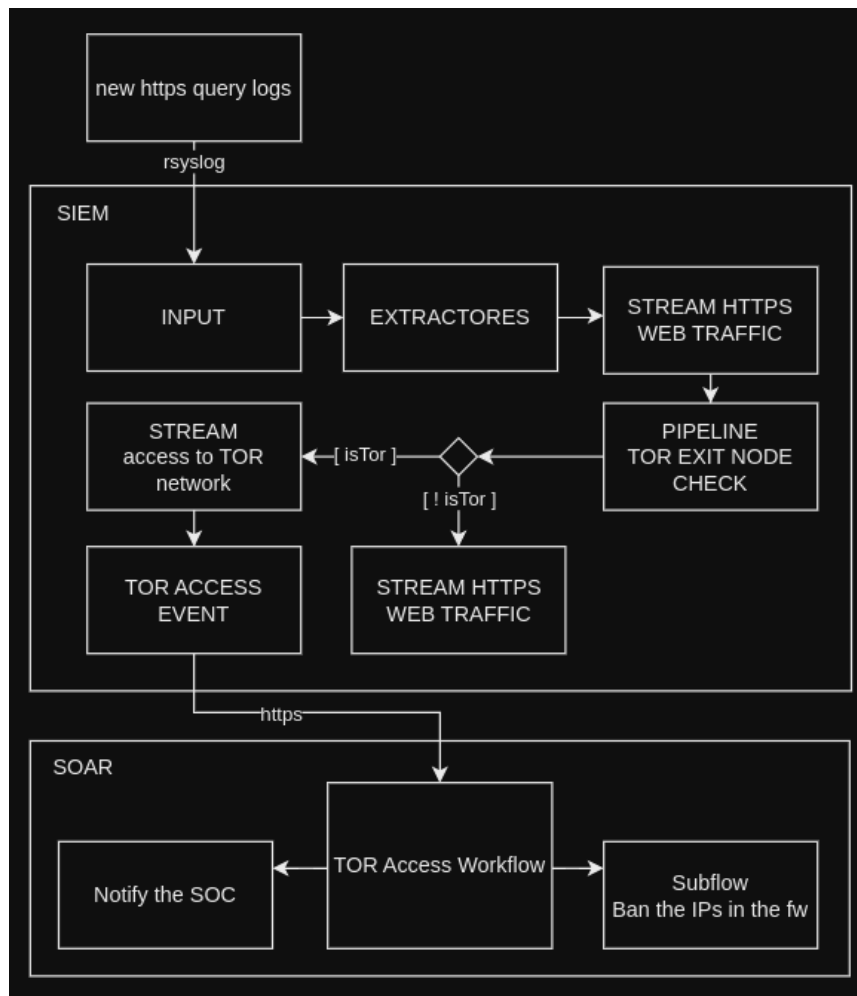 new https query logs
rsyslog
SIEM
INPUT
EXTRACTORES
STREAM HTTPS
WEB TRAFFIC
STREAM
access to TOR
network
[ isTor ]
[ ! isTor ]
PIPELINE
TOR EXIT NODE
CHECK
TOR ACCESS
EVENT
STREAM HTTPS
WEB TRAFFIC
https
SOAR
Notify the SOC
TOR Access Workflow
Subflow
Ban the IPs in the fw